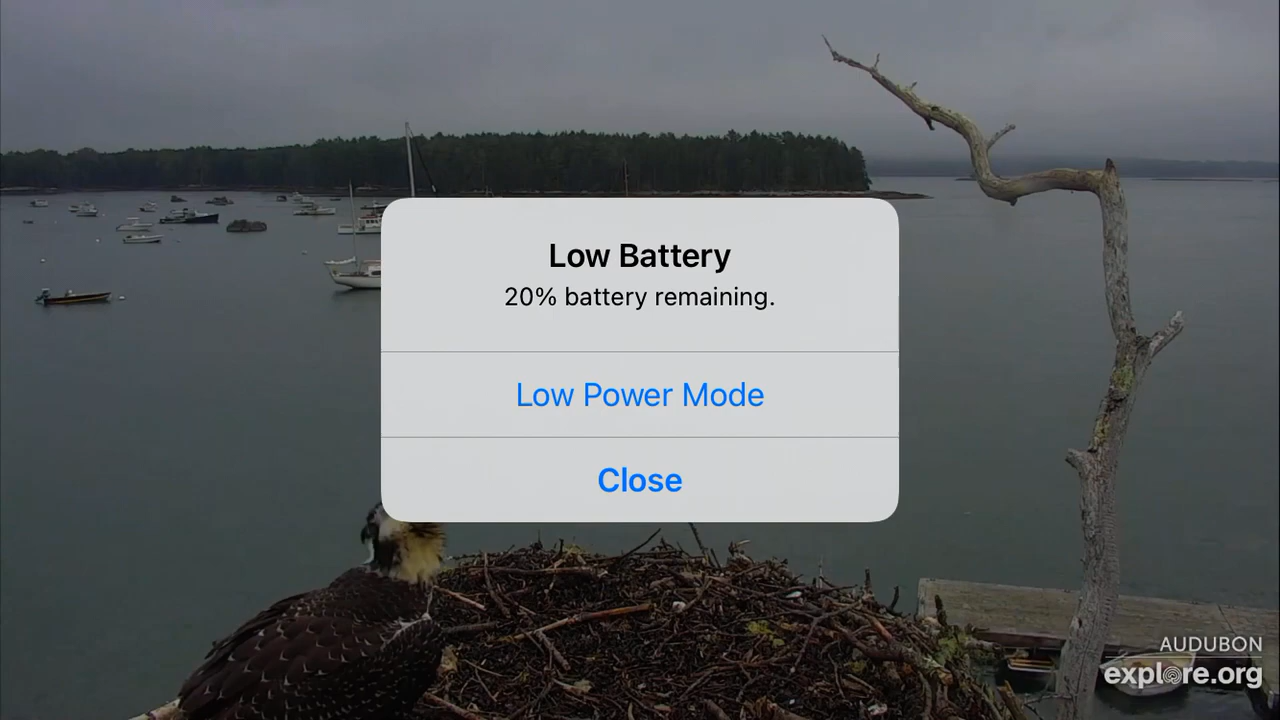 Low Battery
20% battery remaining.
Low Power Mode
Close
AUDUBON
explore.org